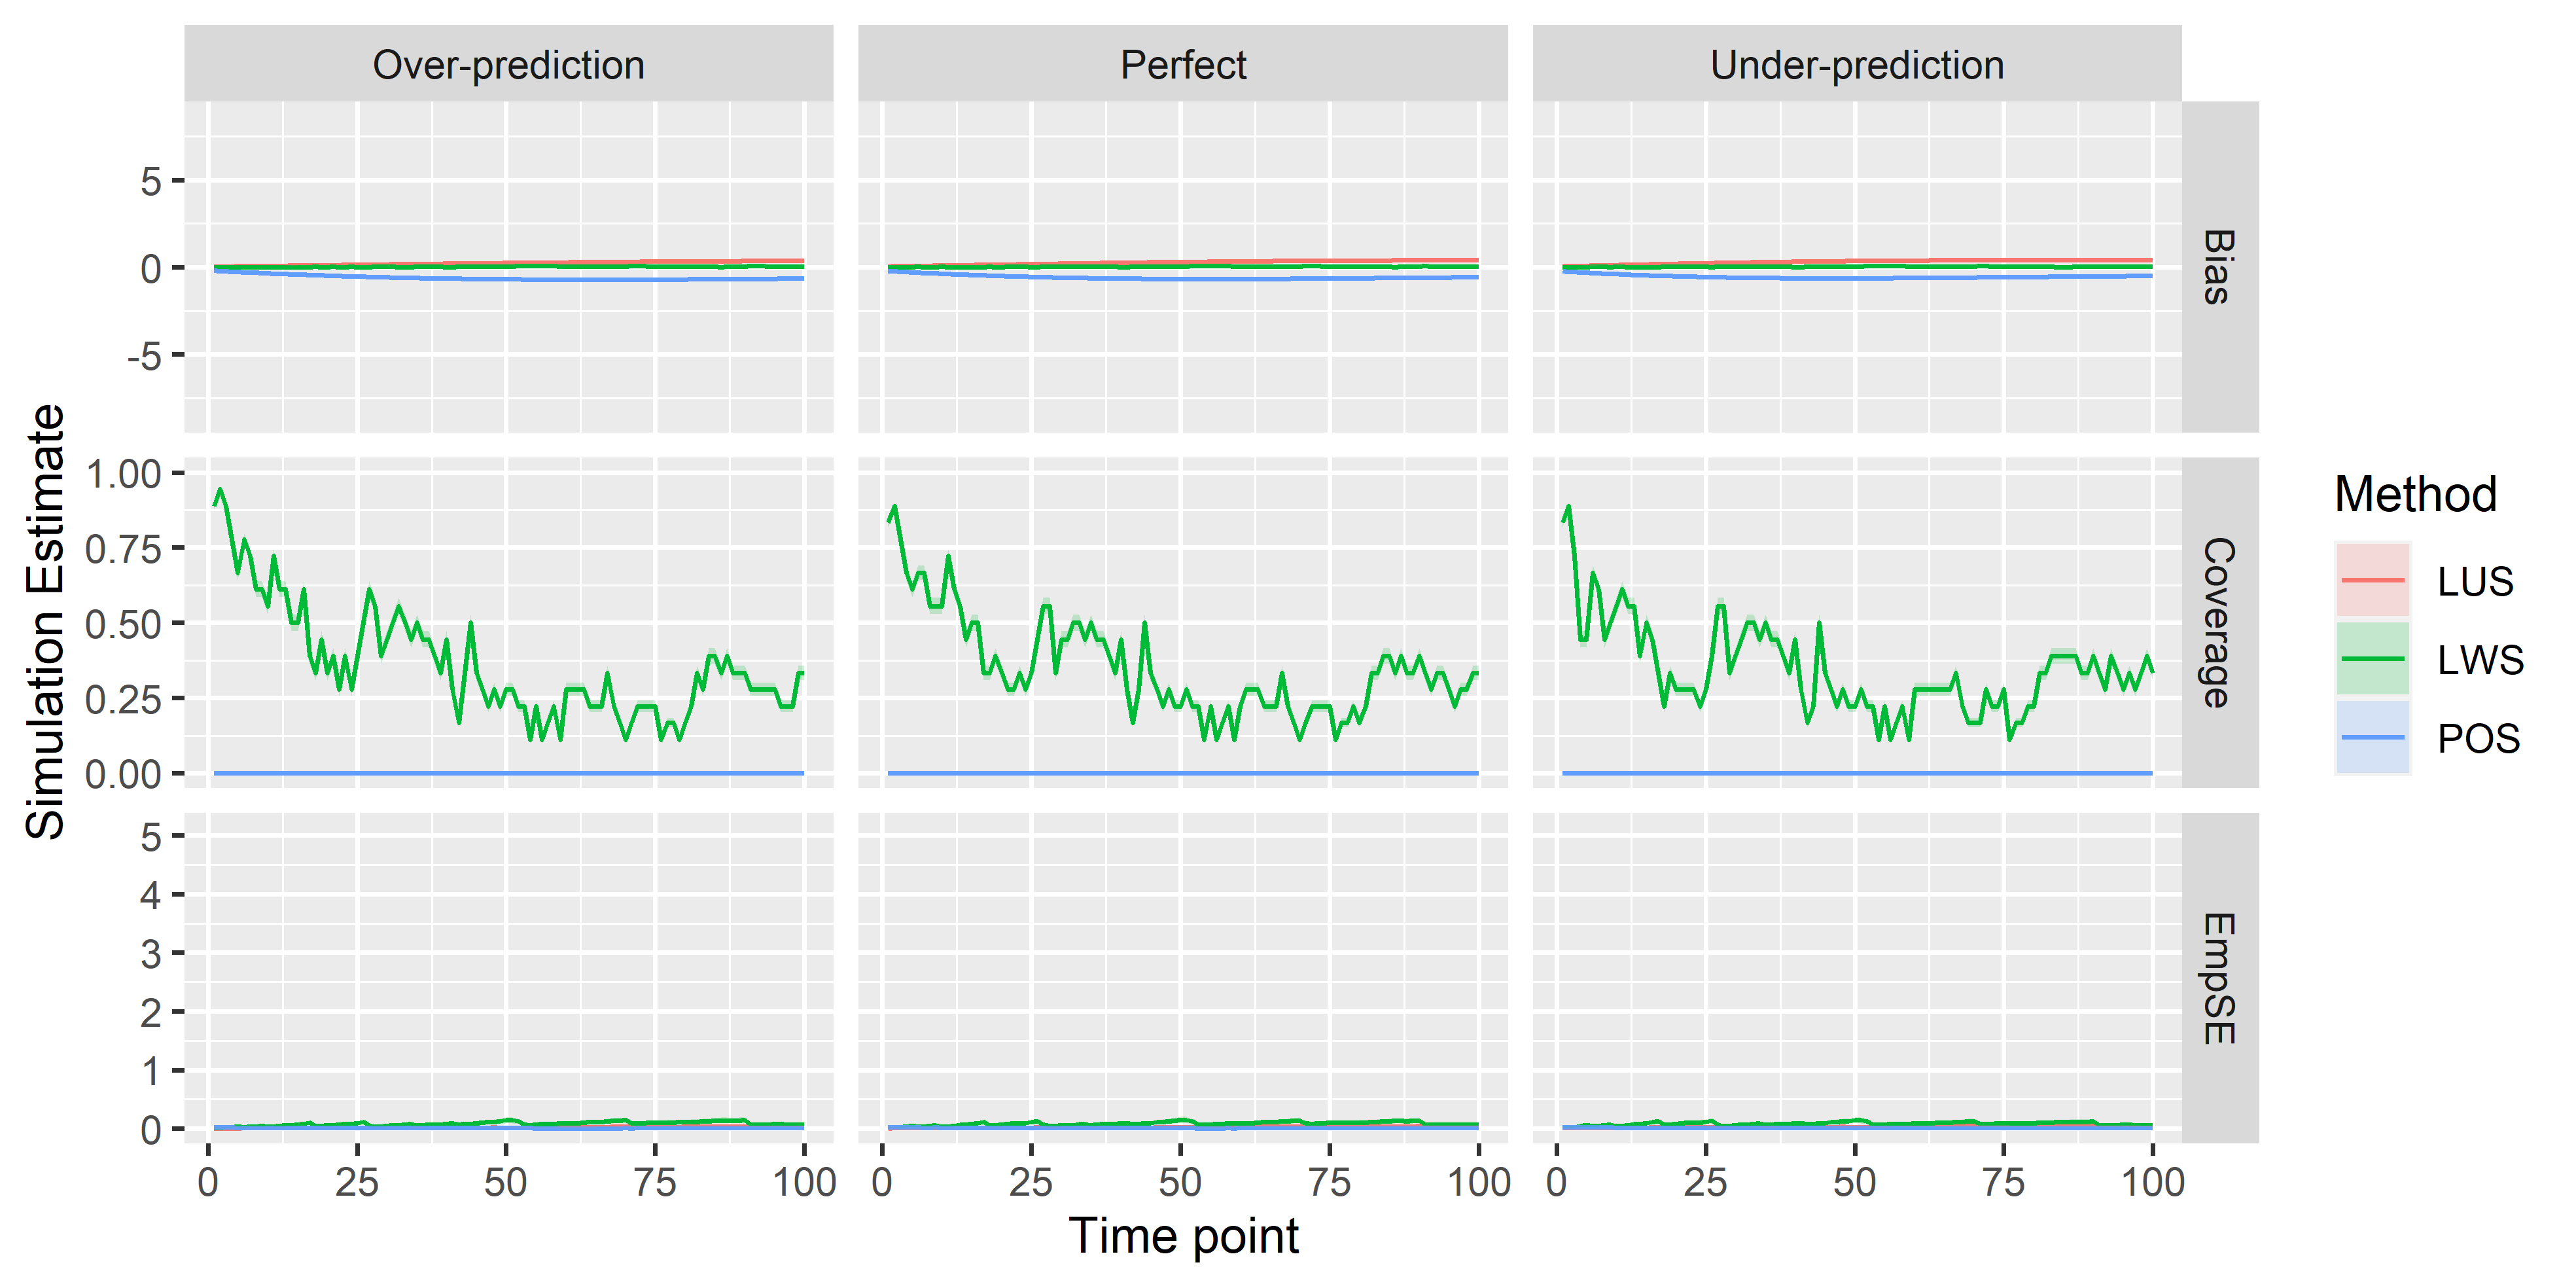 Over-prediction
Perfect
Under-prediction
Simulation Estimate
5
0
-5
Bias
1.00
0.75
0.50
0.25
0.00
Coverage
5
4
3
2
1
0
EmpSE
0 25 50 75 100
0 25 50 75 100
0 25 50 75 100
Time point
Method
LUS
LWS
POS